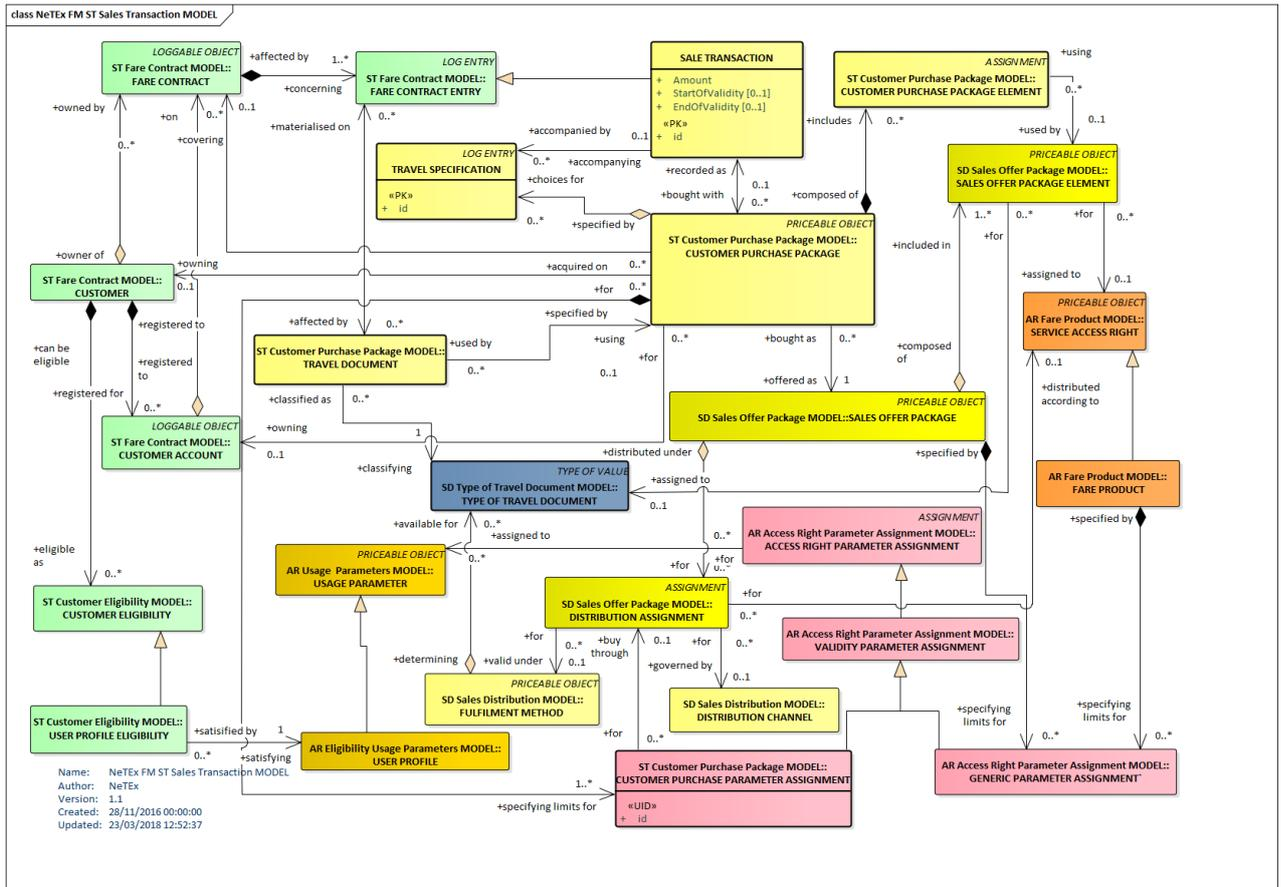 class NeTEx FM ST Sales Transaction MODEL
LOGGABLE OBJECT
ST Fare Contract MODEL::
FARE CONTRACT
+affected by
1..*
+concerning
LOG ENTRY
ST Fare Contract MODEL::
FARE CONTRACT ENTRY
SALE TRANSACTION
+ Amount
+ StartOfValidity [0..1]
+ EndOfValidity [0..1]
«PK»
+ id
ASSIGNMENT
ST Customer Purchase Package MODEL::
CUSTOMER PURCHASE PACKAGE ELEMENT
+using
0..*
+used by
0..1
+owned by
0..*
+on
0..*
0..1
+covering
+materialised on
0..*
+accompanied by
0..1
0..*
+accompanying
+includes
0..*
LOG ENTRY
TRAVEL SPECIFICATION
«PK»
+ id
+choices for
0..*
+specified by
+recorded as
0..1
+bought with
0..*
+composed of
PRICEABLE OBJECT
SD Sales Offer Package MODEL::
SALES OFFER PACKAGE ELEMENT
1..*
0..*
+for
0..*
+for
+included in
PRICEABLE OBJECT
ST Customer Purchase Package MODEL::
CUSTOMER PURCHASE PACKAGE
+owner of
ST Fare Contract MODEL::
CUSTOMER
+owning
0..1
+acquired on
0..*
+for
0..*
+assigned to
0..1
PRICEABLE OBJECT
AR Fare Product MODEL::
SERVICE ACCESS RIGHT
+registered to
+can be
eligible
+registered
to
+registered for
0..*
+affected by
0..*
ST Customer Purchase Package MODEL::
TRAVEL DOCUMENT
+used by
0..*
+specified by
+using
0..1
+for
0..*
+bought as
0..*
+offered as
1
+composed
of
0..1
+distributed
according to
+classified as
0..*
PRICEABLE OBJECT
SD Sales Offer Package MODEL::SALES OFFER PACKAGE
LOGGABLE OBJECT
ST Fare Contract MODEL::
CUSTOMER ACCOUNT
+owning
0..1
1
+classifying
+distributed under
+specified by
TYPE OF VALUE
SD Type of Travel Document MODEL::
TYPE OF TRAVEL DOCUMENT
+assigned to
0..1
AR Fare Product MODEL::
FARE PRODUCT
+specified by
+available for
0..*
+assigned to
0..*
ASSIGNMENT
AR Access Right Parameter Assignment MODEL::
ACCESS RIGHT PARAMETER ASSIGNMENT
0..*
+for
+for
0..*
+eligible
as
0..*
PRICEABLE OBJECT
AR Usage Parameters MODEL::
USAGE PARAMETER
ASSIGNMENT
SD Sales Offer Package MODEL::
DISTRIBUTION ASSIGNMENT
+for
0..*
ST Customer Eligibility MODEL::
CUSTOMER ELIGIBILITY
AR Access Right Parameter Assignment MODEL::
VALIDITY PARAMETER ASSIGNMENT
+for
0..*
+valid under
0..1
+buy
through
0..1
+for
0..*
+governed by
0..1
+determining
PRICEABLE OBJECT
SD Sales Distribution MODEL::
FULFILMENT METHOD
SD Sales Distribution MODEL::
DISTRIBUTION CHANNEL
ST Customer Eligibility MODEL::
USER PROFILE ELIGIBILITY
+satisfied by
1
0..*
+satisfying
AR Eligibility Usage Parameters MODEL::
USER PROFILE
+for
0..*
+specifying
limits for
0..*
+specifying
limits for
0..*
ST Customer Purchase Package MODEL::
CUSTOMER PURCHASE PARAMETER ASSIGNMENT
«UID»
+ id
AR Access Right Parameter Assignment MODEL::
GENERIC PARAMETER ASSIGNMENT`
1..*
+specifying limits for
Name: NeTEx FM ST Sales Transaction MODEL
Author: NeTEx
Version: 1.1
Created: 28/11/2016 00:00:00
Updated: 23/03/2018 12:52:37